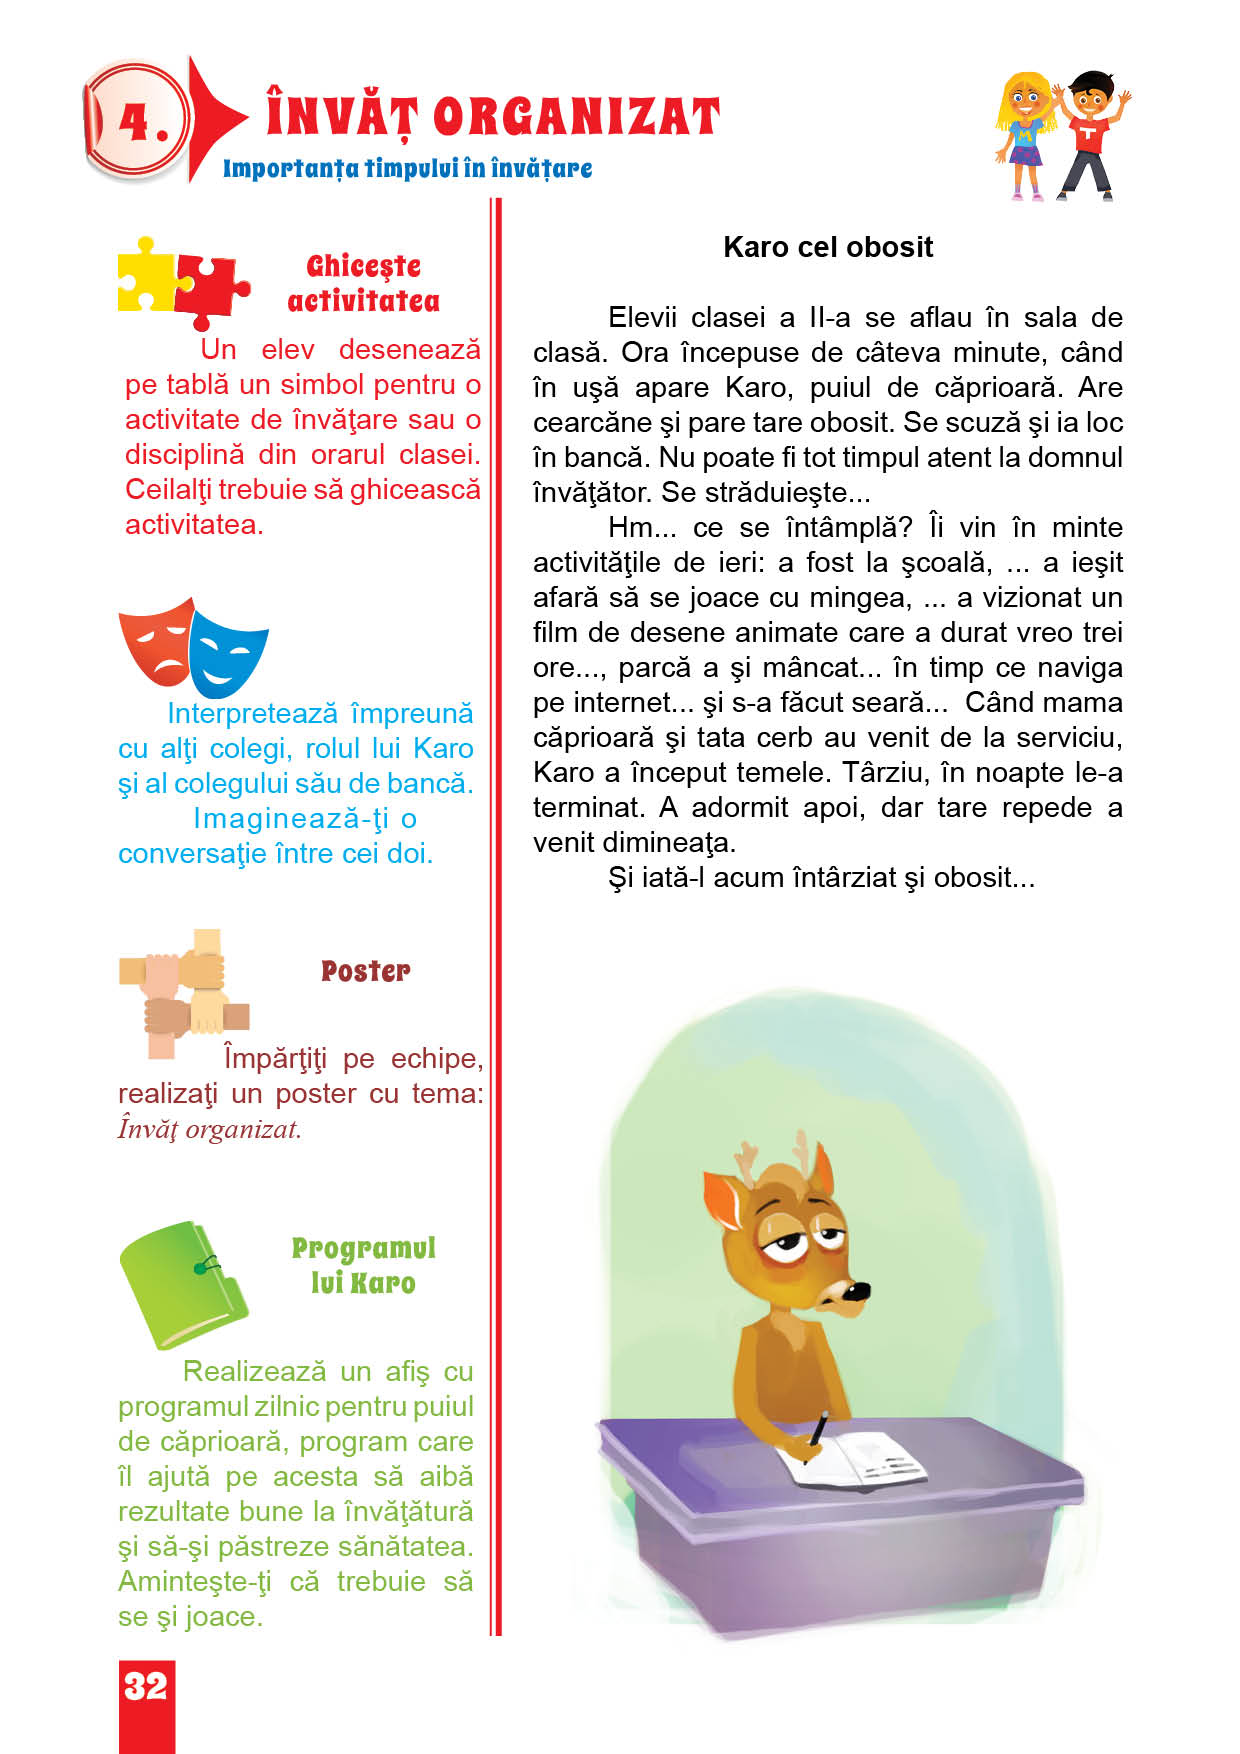 4.
ÎNVĂȚ ORGANIZAT
Importanța timpului în învățare
M
T
Ghiceşte
activitatea
Un elev desenează
pe tablă un simbol pentru o
activitate de învăţare sau o
disciplină din orarul clasei.
Ceilalţi trebuie să ghicească
activitatea.
Interpretează împreună
cu alţi colegi, rolul lui Karo
şi al colegului său de bancă.
Imaginează-ţi o
conversaţie între cei doi.
Poster
Împărţiţi pe echipe,
realizaţi un poster cu tema:
Învăţ organizat.
Programul
lui Karo
Realizează un afiş cu
programul zilnic pentru puiul
de căprioară, program care
îl ajută pe acesta să aibă
rezultate bune la învăţătură
şi să-şi păstreze sănătatea.
Aminteşte-ţi că trebuie să
se şi joace.
Karo cel obosit
Elevii clasei a II-a se aflau în sala de
clasă. Ora începuse de câteva minute, când
în uşă apare Karo, puiul de căprioară. Are
cearcăne şi pare tare obosit. Se scuză şi ia loc
în bancă. Nu poate fi tot timpul atent la domnul
învăţător. Se străduieşte...
Hm... ce se întâmplă? Îi vin în minte
activităţile de ieri: a fost la şcoală, ... a ieşit
afară să se joace cu mingea, ... a vizionat un
film de desene animate care a durat vreo trei
ore..., parcă a şi mâncat... în timp ce naviga
pe internet... şi s-a făcut seară... Când mama
căprioară şi tata cerb au venit de la serviciu,
Karo a început temele. Târziu, în noapte le-a
terminat. A adormit apoi, dar tare repede a
venit dimineaţa.
Şi iată-l acum întârziat şi obosit...
32